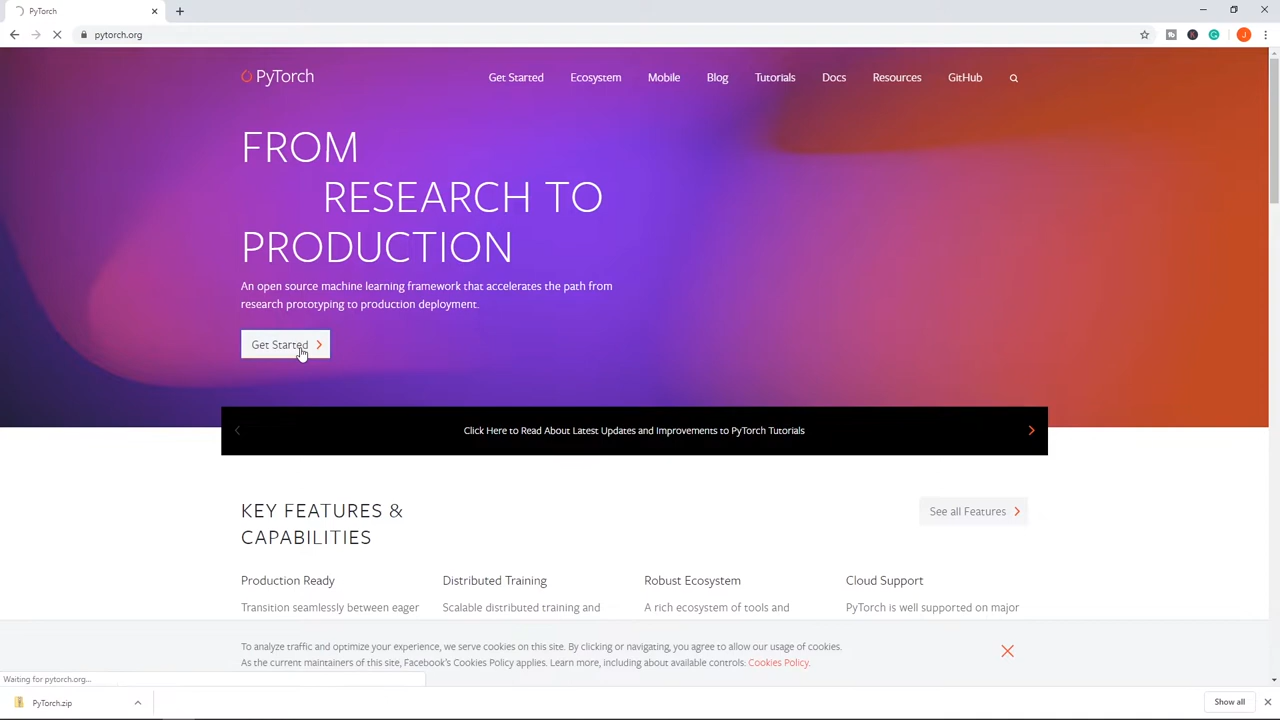 PyTorch
pytorch.org
J
PyTorch
Get Started
Ecosystem
Mobile
Blog
Tutorials
Docs
Resources
GitHub
FROM
RESEARCH TO
PRODUCTION
An open source machine learning framework that accelerates the path from
research prototyping to production deployment.
Get Started
Click Here to Read About Latest Updates and Improvements to PyTorch Tutorials
KEY FEATURES &
CAPABILITIES
See all Features
Production Ready
Distributed Training
Robust Ecosystem
Cloud Support
Transition seamlessly between eager
Scalable distributed training and
A rich ecosystem of tools and
PyTorch is well supported on major
To analyze traffic and optimize your experience, we serve cookies on this site. By clicking or navigating, you agree to allow our usage of cookies.
As the current maintainers of this site, Facebook's Cookies Policy applies. Learn more, including about available controls: Cookies Policy.
Waiting for pytorch.org...
PyTorch.zip
Show all